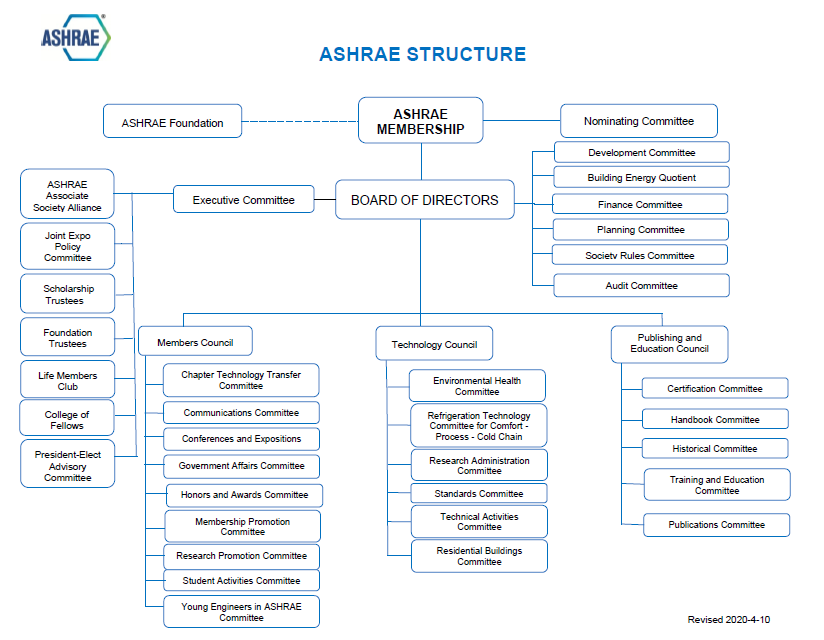 ASHRAE
ASHRAE STRUCTURE
ASHRAE Foundation
ASHRAE
MEMBERSHIP
Nominating Committee
Development Committee
Building Energy Quotient
Finance Committee
Planning Committee
Society Rules Committee
Audit Committee
BOARD OF DIRECTORS
Executive Committee
ASHRAE
Associate
Society Alliance
Joint Expo
Policy
Committee
Scholarship
Trustees
Foundation
Trustees
Life Members
Club
College of
Fellows
President-Elect
Advisory
Committee
Members Council
Chapter Technology Transfer
Committee
Communications Committee
Conferences and Expositions
Government Affairs Committee
Honors and Awards Committee
Membership Promotion
Committee
Research Promotion Committee
Student Activities Committee
Young Engineers in ASHRAE
Committee
Technology Council
Environmental Health
Committee
Refrigeration Technology
Committee for Comfort -
Process - Cold Chain
Research Administration
Committee
Standards Committee
Technical Activities
Committee
Residential Buildings
Committee
Publishing and
Education Council
Certification Committee
Handbook Committee
Historical Committee
Training and Education
Committee
Publications Committee
Revised 2020-4-10